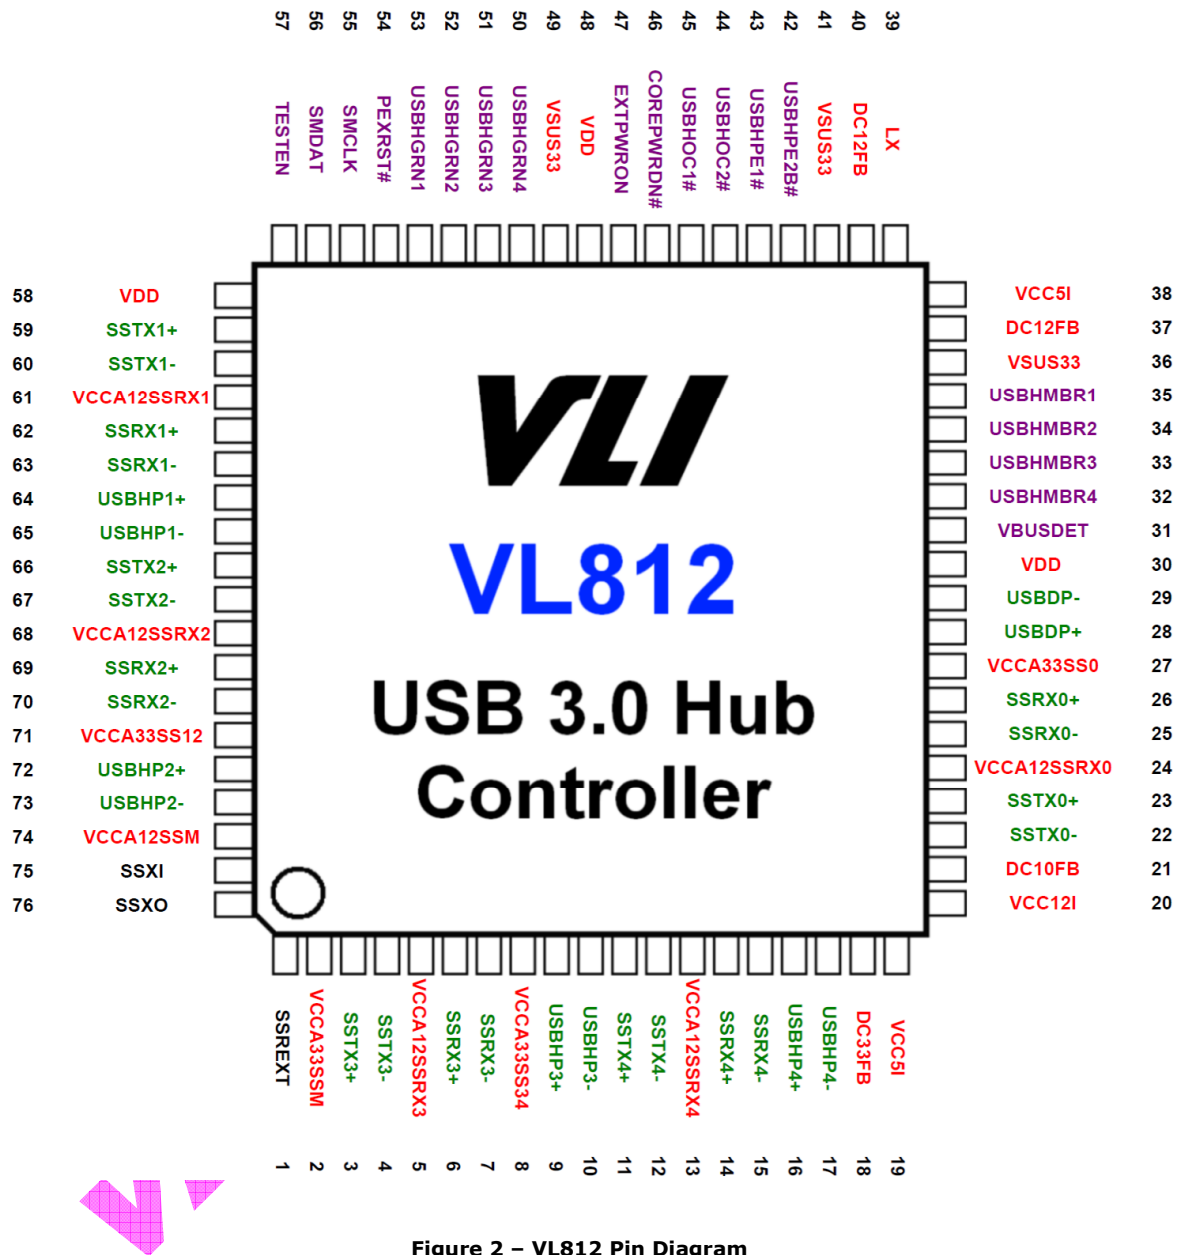 57 56 55 54 53 52 51 50 49 48 47 46 45 44 43 42 41 40 39
TESTEN
SMDAT
SMCLK
PEXRST#
USBHGRN1
USBHGRN2
USBHGRN3
USBHGRN4
VSUS33
VDD
EXTPWRON
COREPWRDN#
USBHOC1#
USBHOC2#
USBHPE1#
USBHPE2B#
VSUS33
DC12FB
LX
58 VDD
59 SSTX1+
60 SSTX1-
61 VCCA12SSRX1
62 SSRX1+
63 SSRX1-
64 USBHP1+
65 USBHP1-
66 SSTX2+
67 SSTX2-
68 VCCA12SSRX2
69 SSRX2+
70 SSRX2-
71 VCCA33SS12
72 USBHP2+
73 USBHP2-
74 VCCA12SSM
75 SSXI
76 SSXO
VLI
VL812
USB 3.0 Hub
Controller
VCC5I 38
DC12FB 37
VSUS33 36
USBHMBR1 35
USBHMBR2 34
USBHMBR3 33
USBHMBR4 32
VBUSDET 31
VDD 30
USBDP- 29
USBDP+ 28
VCCA33SS0 27
SSRX0+ 26
SSRX0- 25
VCCA12SSRX0 24
SSTX0+ 23
SSTX0- 22
DC10FB 21
VCC12I 20
SSREXT
VCCA33SSM
SSTX3+
SSTX3-
VCCA12SSRX3
SSRX3+
SSRX3-
VCCA33SS34
USBHP3+
USBHP3-
SSTX4+
SSTX4-
VCCA12SSRX4
SSRX4+
SSRX4-
USBHP4+
USBHP4-
DC33FB
VCC5I
1 2 3 4 5 6 7 8 9 10 11 12 13 14 15 16 17 18 19
Figure 2 – VL812 Pin Diagram